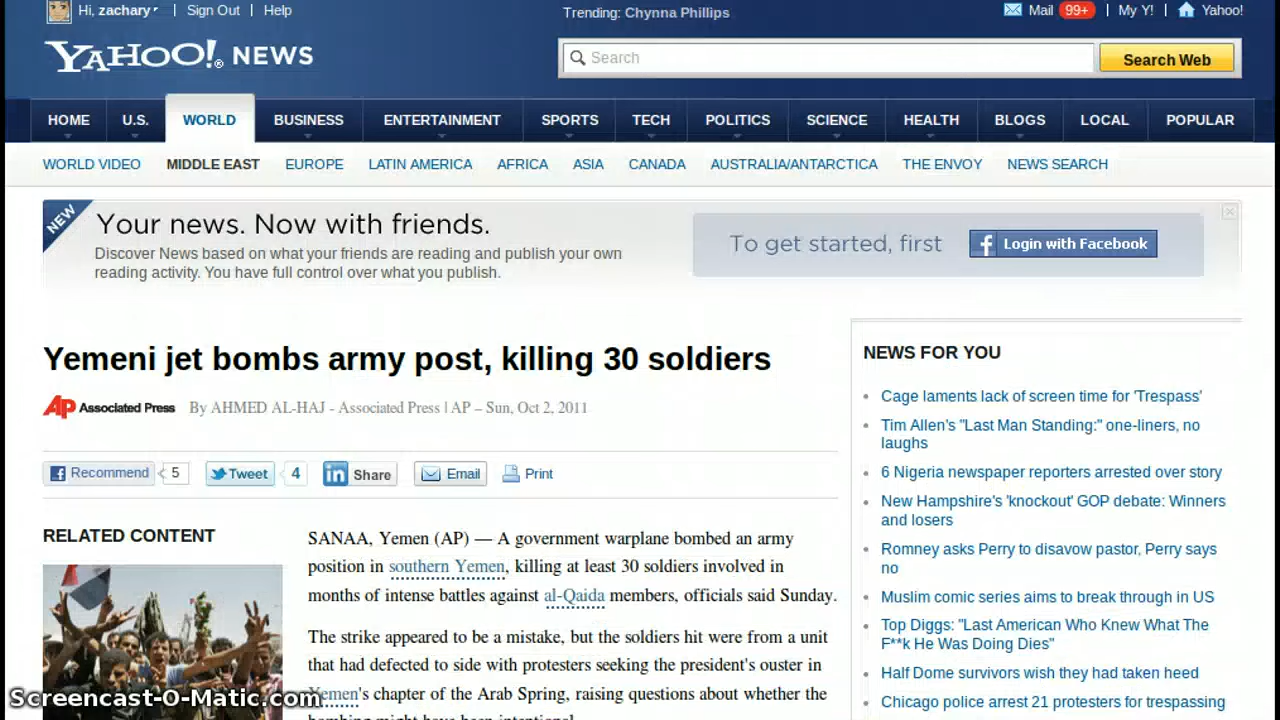 Hi, zachary
Sign Out
Help
Trending: Chynna Phillips
Mail 99+
My Y!
Yahoo!
YAHOO!® NEWS
Search
Search Web
HOME
U.S.
WORLD
BUSINESS
ENTERTAINMENT
SPORTS
TECH
POLITICS
SCIENCE
HEALTH
BLOGS
LOCAL
POPULAR
WORLD VIDEO
MIDDLE EAST
EUROPE
LATIN AMERICA
AFRICA
ASIA
CANADA
AUSTRALIA/ANTARCTICA
THE ENVOY
NEWS SEARCH
NEW
Your news. Now with friends.
Discover News based on what your friends are reading and publish your own
reading activity. You have full control over what you publish.
To get started, first
Login with Facebook
Yemeni jet bombs army post, killing 30 soldiers
AP Associated Press By AHMED AL-HAJ - Associated Press | AP – Sun, Oct 2, 2011
Recommend 5
Tweet 4
in Share
Email
Print
RELATED CONTENT
SANAA, Yemen (AP) — A government warplane bombed an army
position in southern Yemen, killing at least 30 soldiers involved in
months of intense battles against al-Qaida members, officials said Sunday.
The strike appeared to be a mistake, but the soldiers hit were from a unit
that had defected to side with protesters seeking the president's ouster in
Yemen's chapter of the Arab Spring, raising questions about whether the
bombing might have been intentional.
NEWS FOR YOU
Cage laments lack of screen time for 'Trespass'
Tim Allen's "Last Man Standing:" one-liners, no
laughs
6 Nigeria newspaper reporters arrested over story
New Hampshire's 'knockout' GOP debate: Winners
and losers
Romney asks Perry to disavow pastor, Perry says
no
Muslim comic series aims to break through in US
Top Diggs: "Last American Who Knew What The
F**k He Was Doing Dies"
Half Dome survivors wish they had taken heed
Chicago police arrest 21 protesters for trespassing
Screencast-O-Matic.com